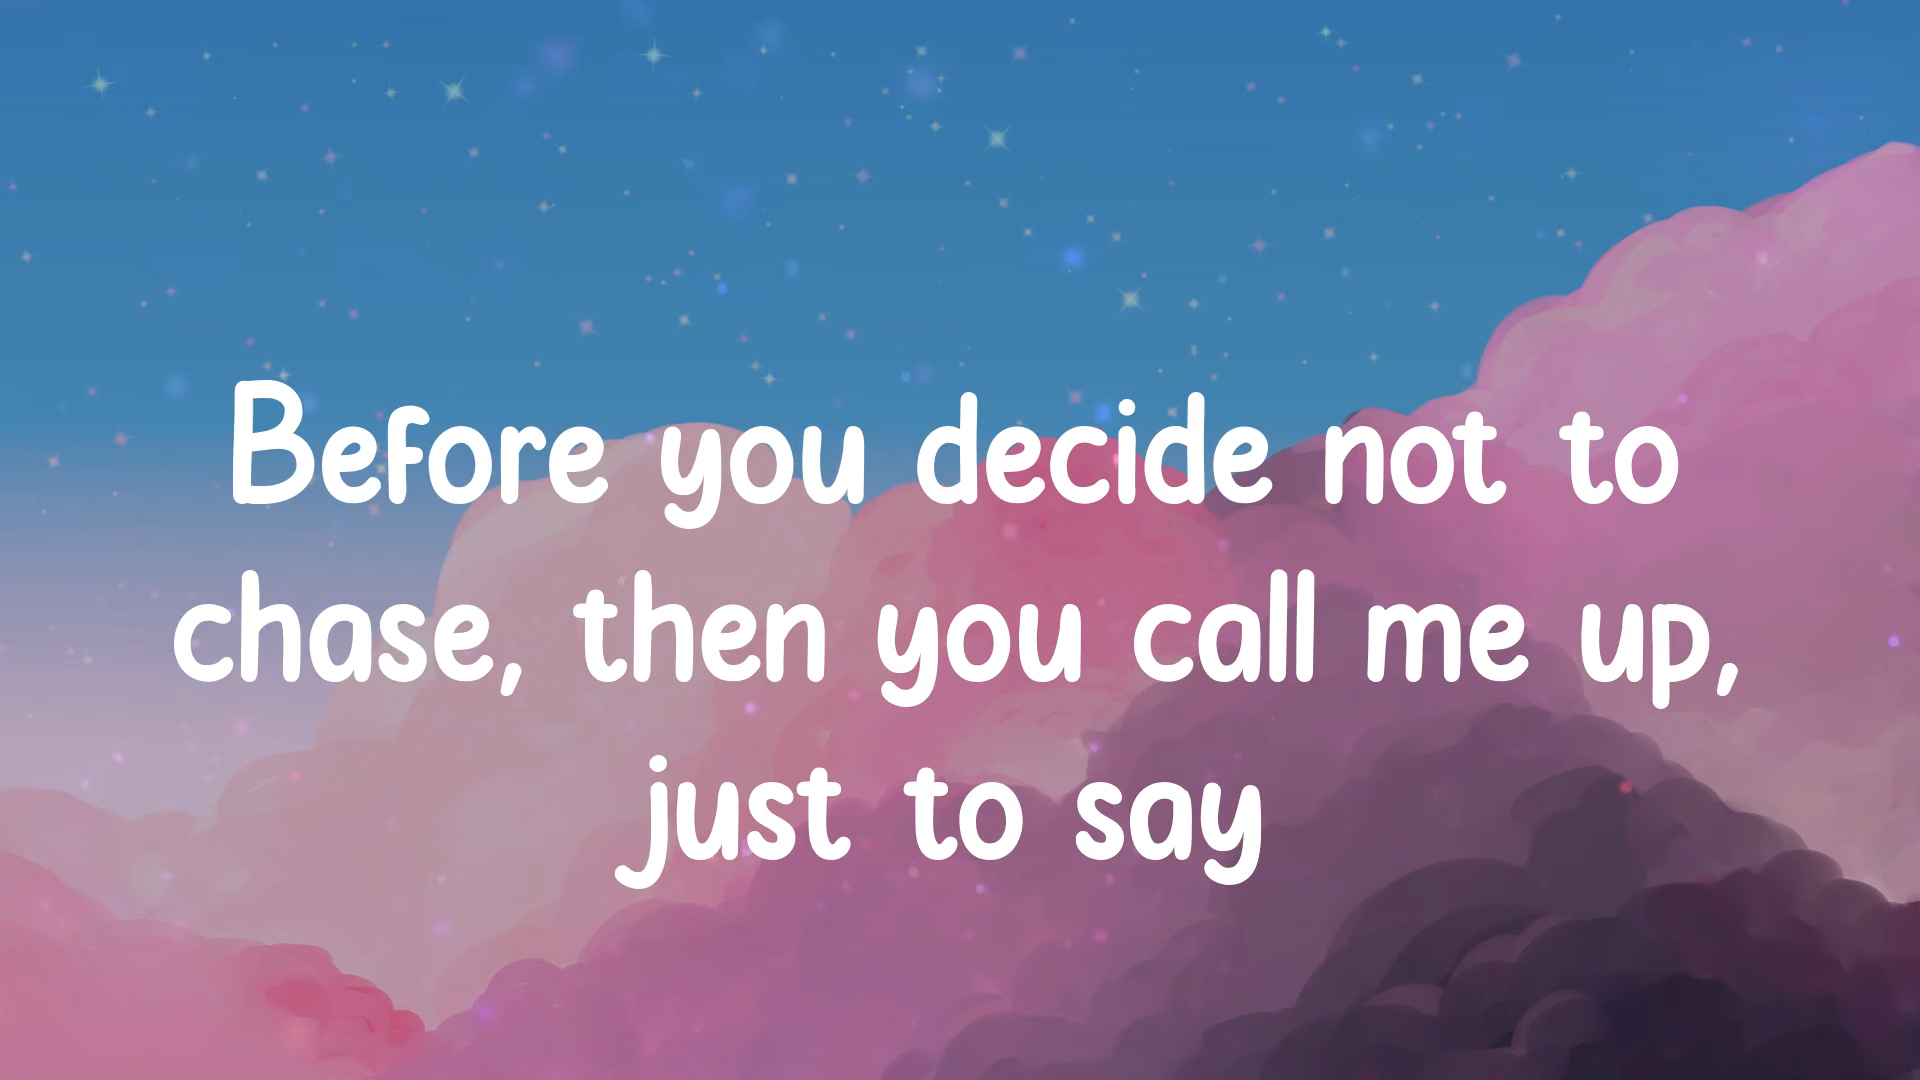 Before you decide not to
chase, then you call me up,
just to say